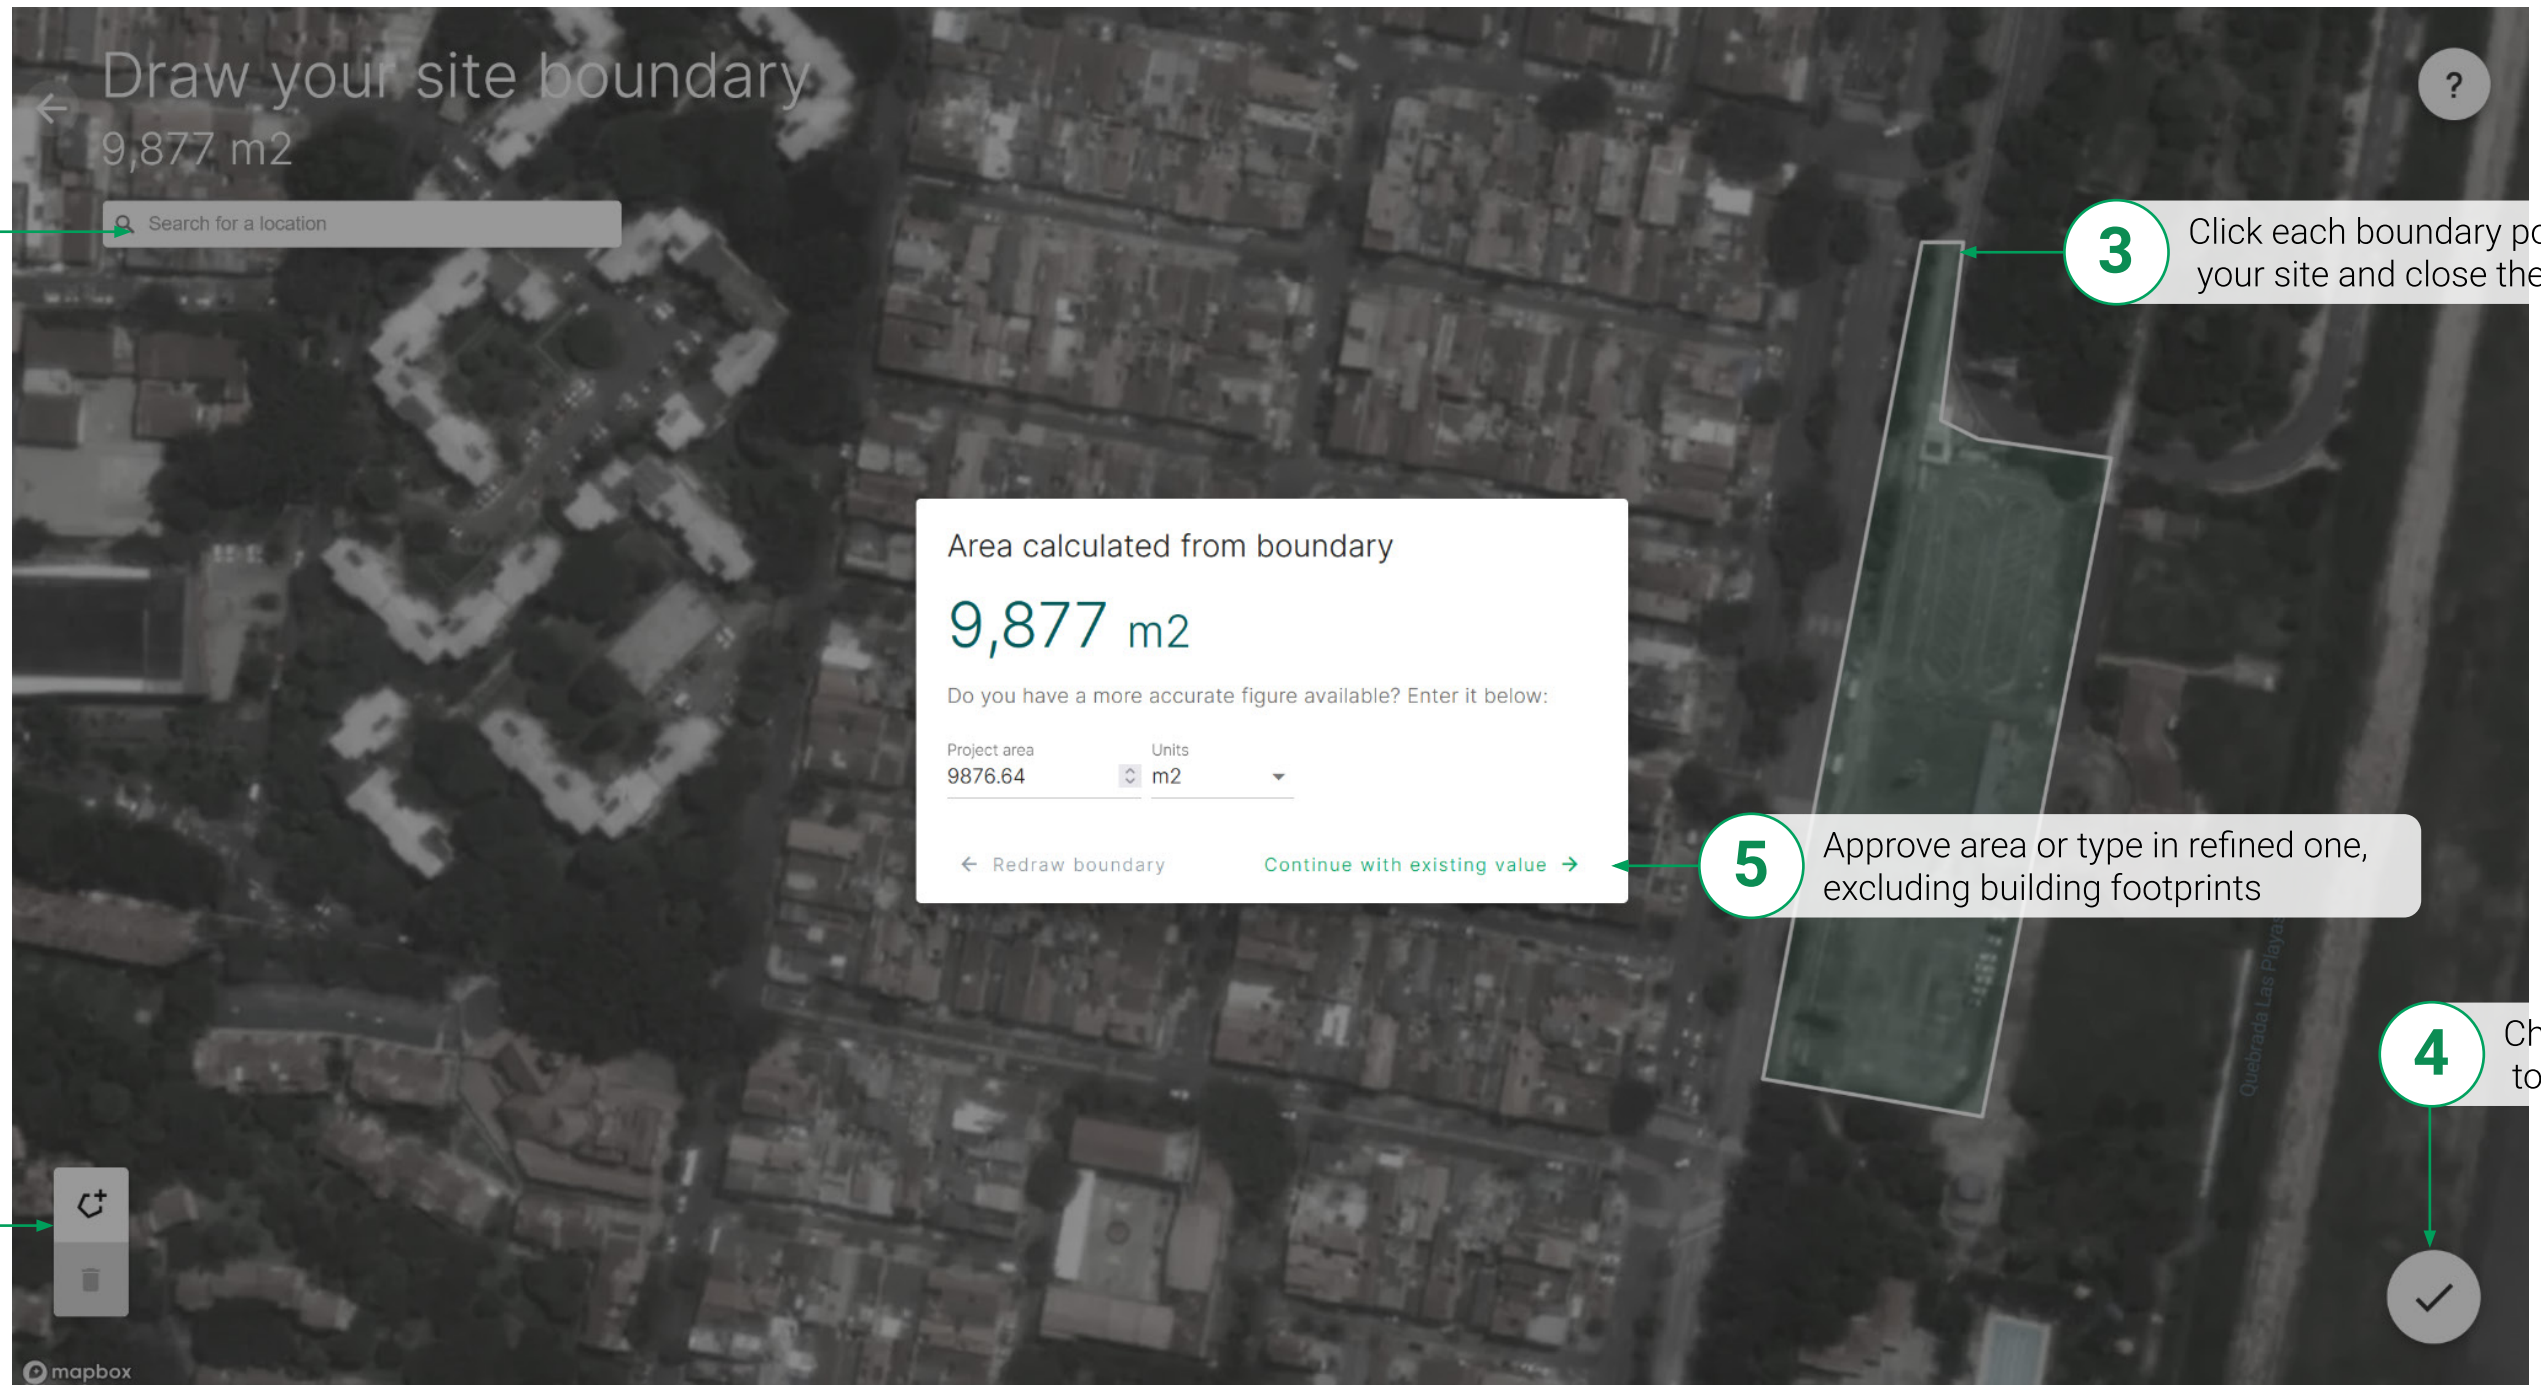 Draw your site boundary
9,877 m2
Search for a location
?
3
Click each boundary
your site and close the
Area calculated from boundary
9,877 m2
Do you have a more accurate figure available? Enter it below:
Project area
Units
9876.64
m2
← Redraw boundary
Continue with existing value →
5
Approve area or type in refined one,
excluding building footprints
Quebrada Las Playas
4
to
mapbox